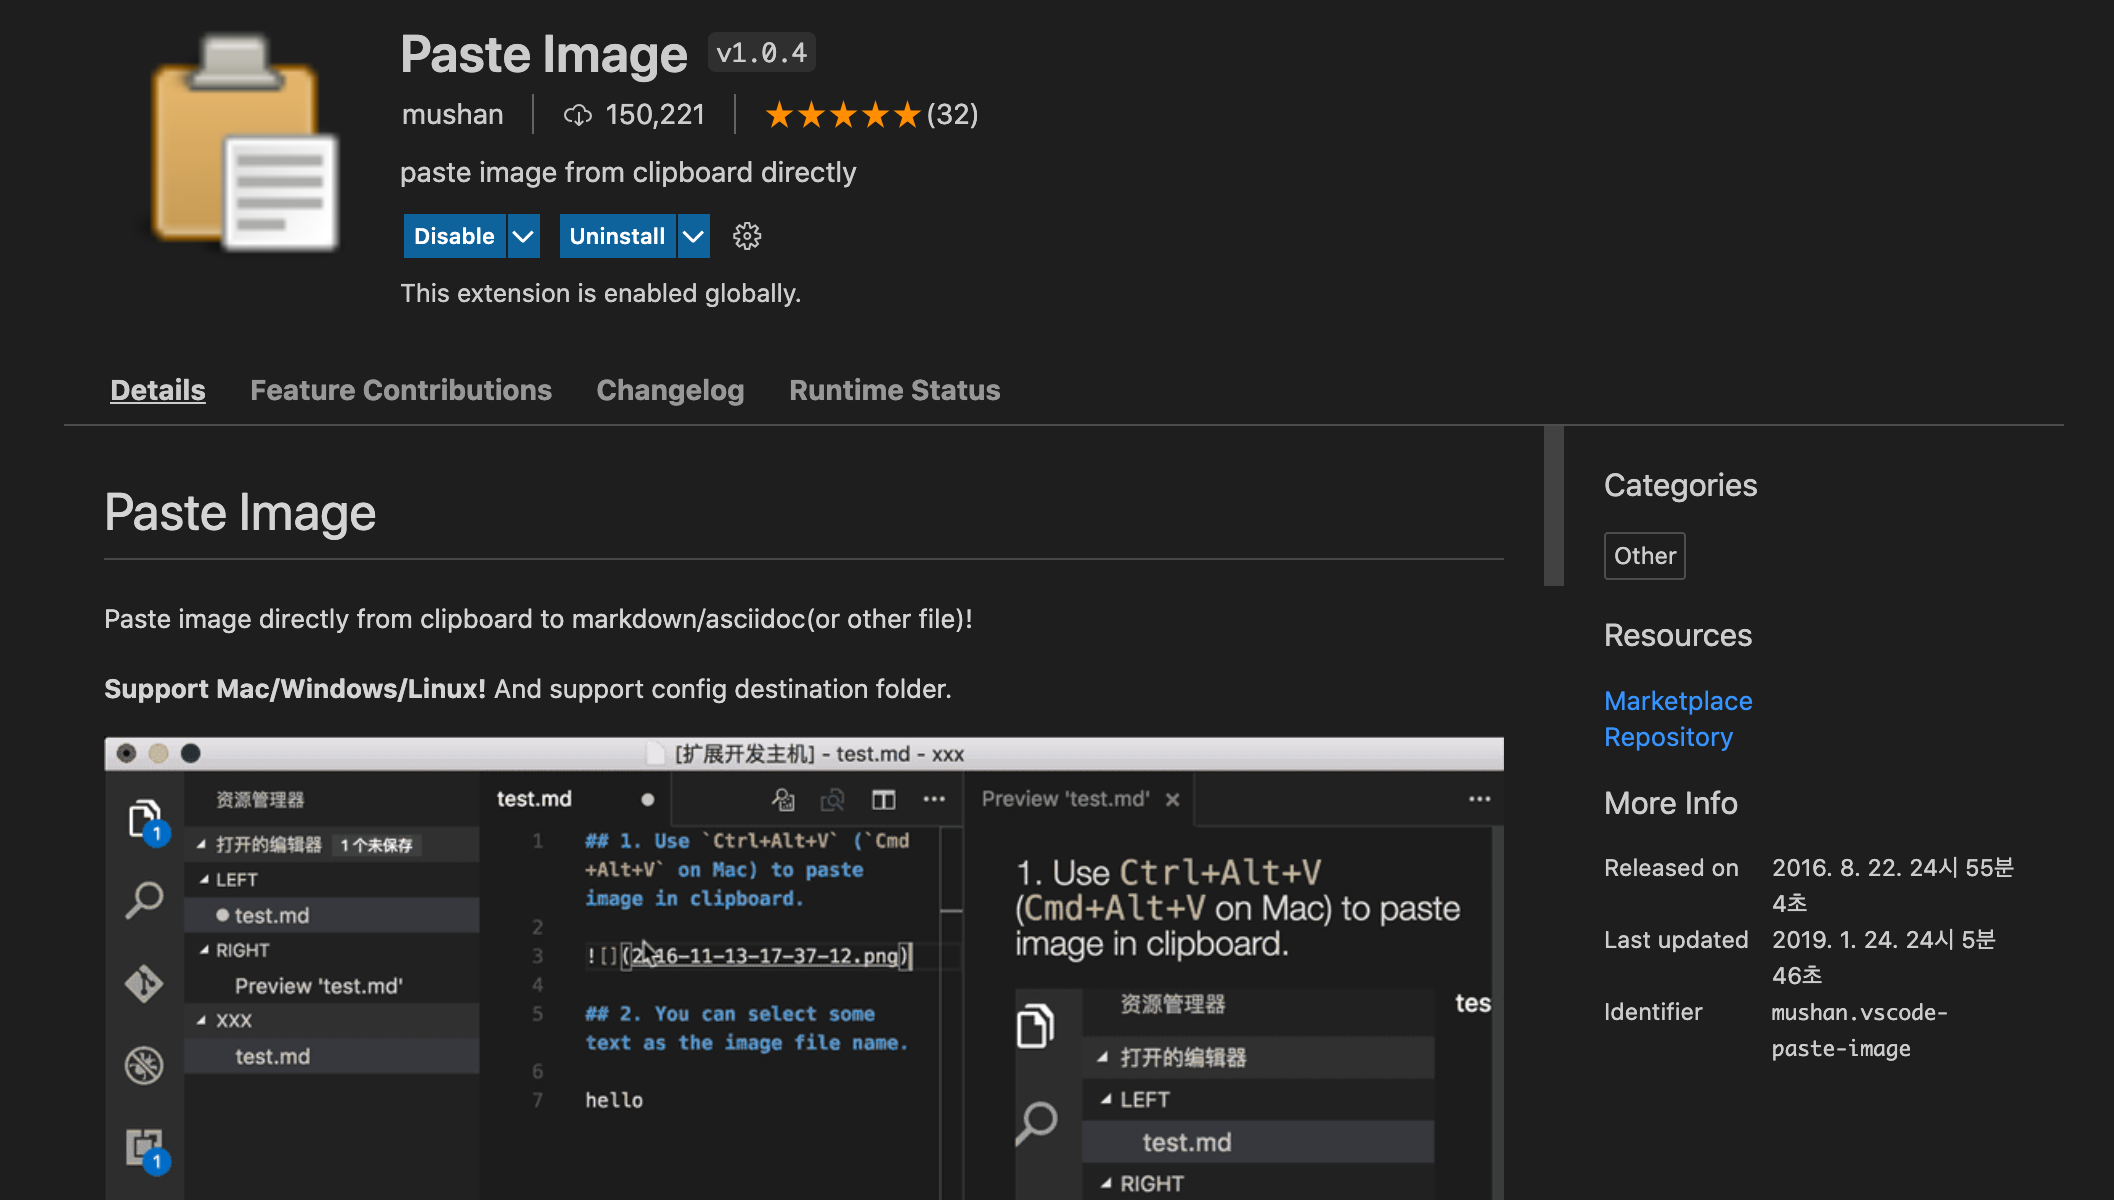 Paste Image v1.0.4
mushan 150,221 ★★★★★(32)
paste image from clipboard directly
Disable Uninstall
This extension is enabled globally.
Details Feature Contributions Changelog Runtime Status
Paste Image
Paste image directly from clipboard to markdown/asciidoc(or other file)!
Support Mac/Windows/Linux! And support config destination folder.
[扩展开发主机] - test.md - xxx
资源管理器
1
打开的编辑器 1个未保存
LEFT
test.md
RIGHT
Preview 'test.md'
XXX
test.md
1
test.md
1 ## 1. Use `Ctrl+Alt+V` (`Cmd
+Alt+V` on Mac) to paste
image in clipboard.
2
3 ![](2016-11-13-17-37-12.png)
4
5 ## 2. You can select some
text as the image file name.
6
7 hello
Preview 'test.md'
1. Use Ctrl+Alt+V
(Cmd+Alt+V on Mac) to paste
image in clipboard.
资源管理器 tes
打开的编辑器
LEFT
test.md
RIGHT
Categories
Other
Resources
Marketplace
Repository
More Info
Released on 2016. 8. 22. 24시 55분
4초
Last updated 2019. 1. 24. 24시 5분
46초
Identifier mushan.vscode-
paste-image